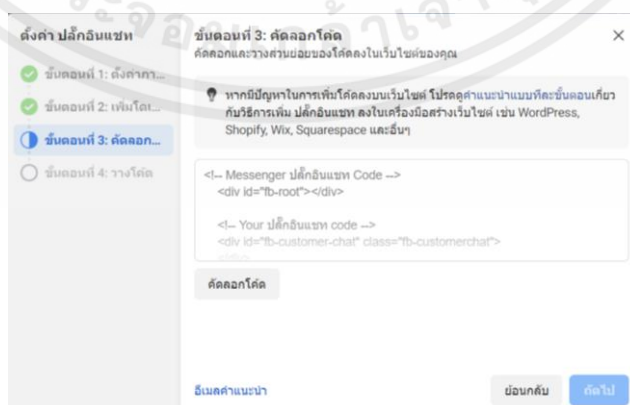 ตั้งค่า ปลั๊กอินแชท
ขั้นตอนที่ 1: ตั้งค่าภา...
ขั้นตอนที่ 2: เพิ่มโดเ...
ขั้นตอนที่ 3: คัดลอก...
ขั้นตอนที่ 4: วางโค้ด
ขั้นตอนที่ 3: คัดลอกโค้ด
คัดลอกและวางส่วนย่อยของโค้ดลงในเว็บไซต์ของคุณ
หากมีปัญหาในการเพิ่มโค้ดลงบนเว็บไซต์ โปรดดูคำแนะนำแบบทีละขั้นตอนเกี่ยว
กับวิธีการเพิ่ม ปลั๊กอินแชท ลงในเครื่องมือสร้างเว็บไซต์ เช่น WordPress,
Shopify, Wix, Squarespace และอื่นๆ
<!-- Messenger ปลั๊กอินแชท Code -->
<div id="fb-root"></div>
<!-- Your ปลั๊กอินแชท code -->
<div id="fb-customer-chat" class="fb-customerchat">
</div>
คัดลอกโค้ด
อีเมลคำแนะนำ
ย้อนกลับ
ถัดไป